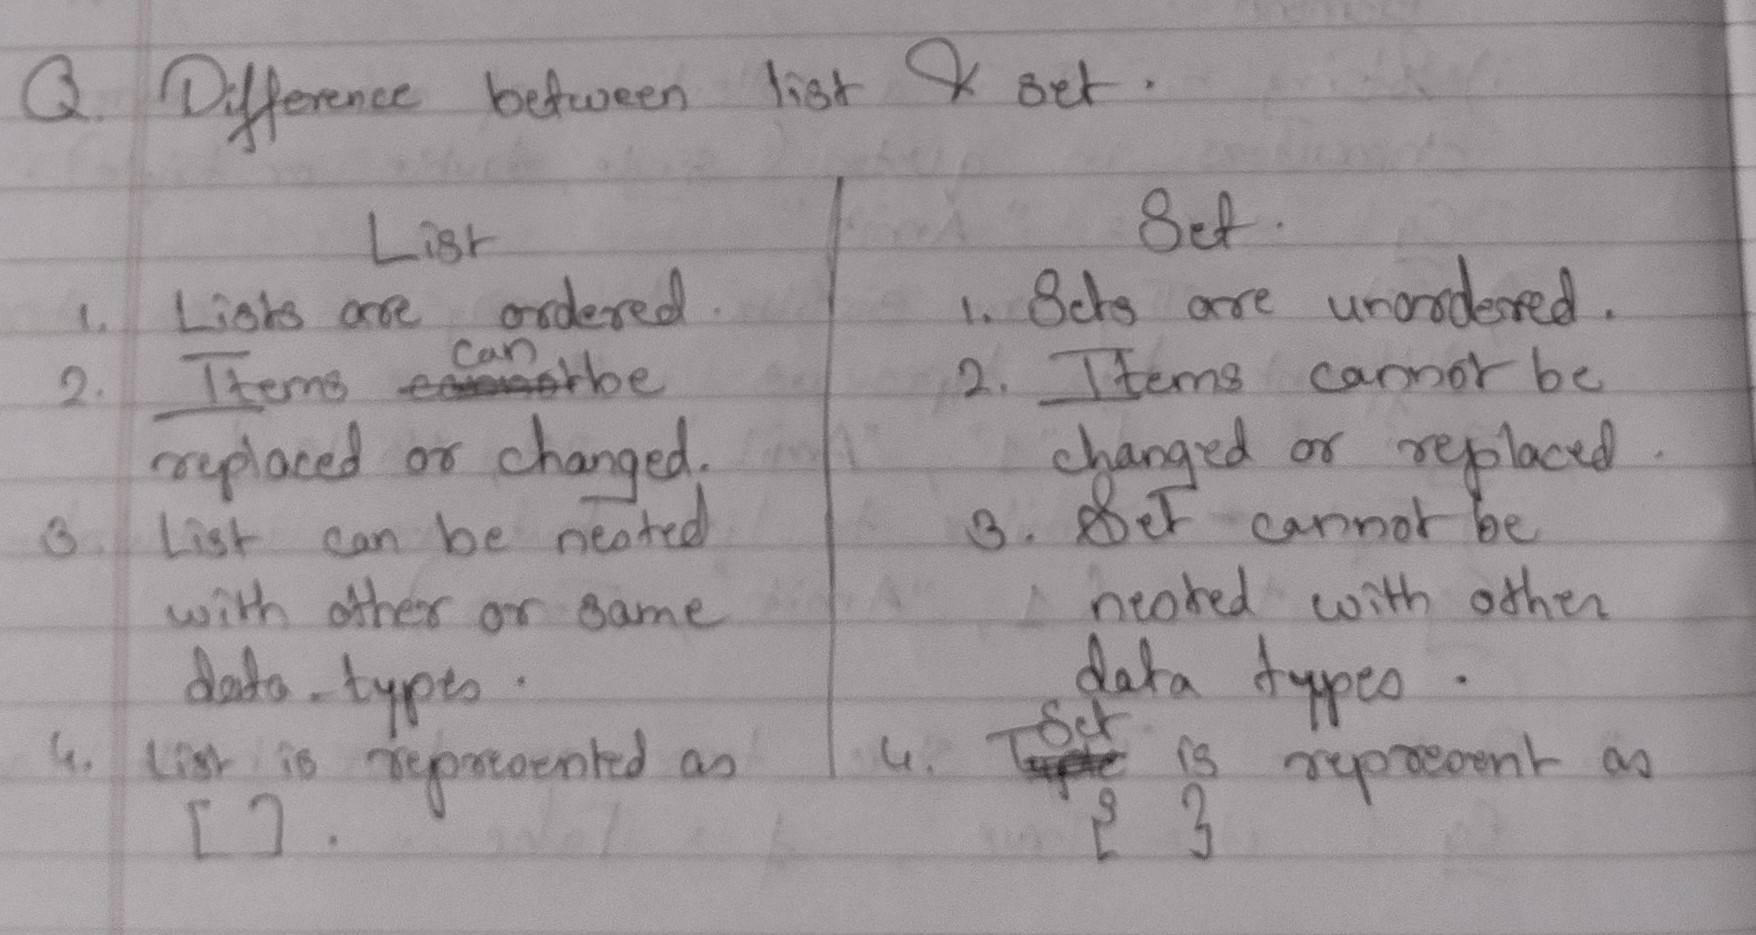 Q. Difference between list & set.
List
1. Lists are ordered.
2. Items can be
replaced or changed.
3. List can be nested
with other or same
data-types.
4. List is represented as
[ ].
Set.
1. Sets are unordered.
2. Items cannot be
changed or replaced.
3. Set cannot be
nested with other
data types.
4. Set is represent as
{ }